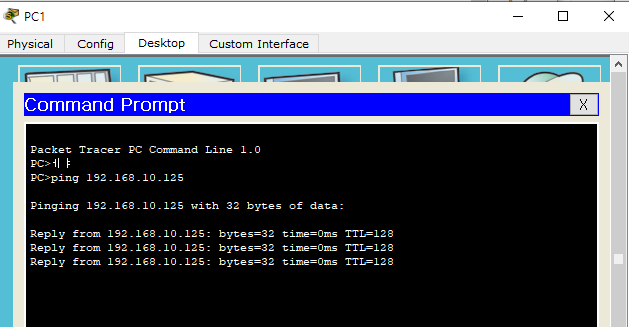 PC1
Physical Config Desktop Custom Interface
Command Prompt X
Packet Tracer PC Command Line 1.0
PC>ㅔㅑ
PC>ping 192.168.10.125
Pinging 192.168.10.125 with 32 bytes of data:
Reply from 192.168.10.125: bytes=32 time=0ms TTL=128
Reply from 192.168.10.125: bytes=32 time=0ms TTL=128
Reply from 192.168.10.125: bytes=32 time=0ms TTL=128